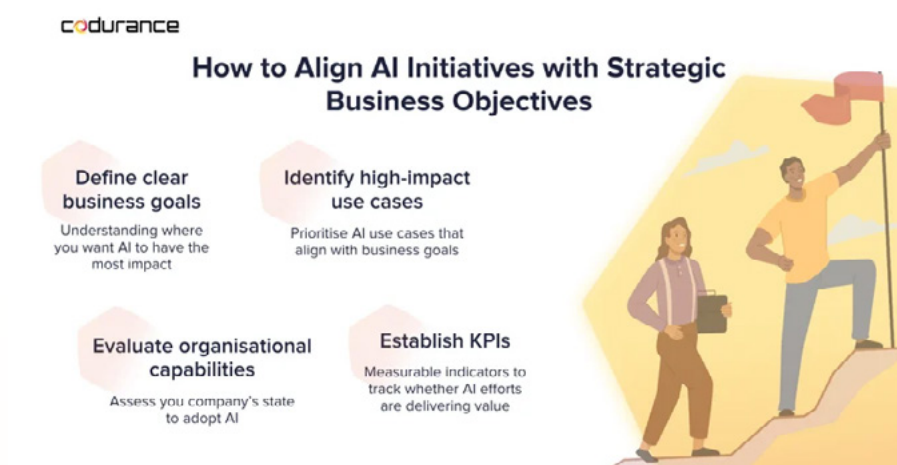 codurance
How to Align AI Initiatives with Strategic
Business Objectives
Define clear
business goals
Understanding where
you want AI to have the
most impact
Identify high-impact
use cases
Prioritise AI use cases that
align with business goals
Evaluate organisational
capabilities
Assess you company's state
to adopt AI
Establish KPIs
Measurable indicators to
track whether AI efforts
are delivering value